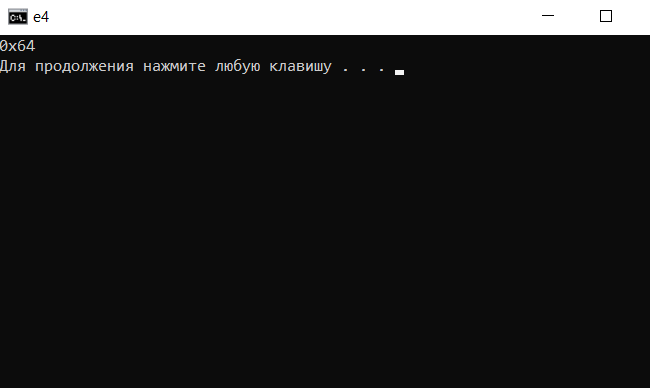 e4
0x64
Для продолжения нажмите любую клавишу . . .